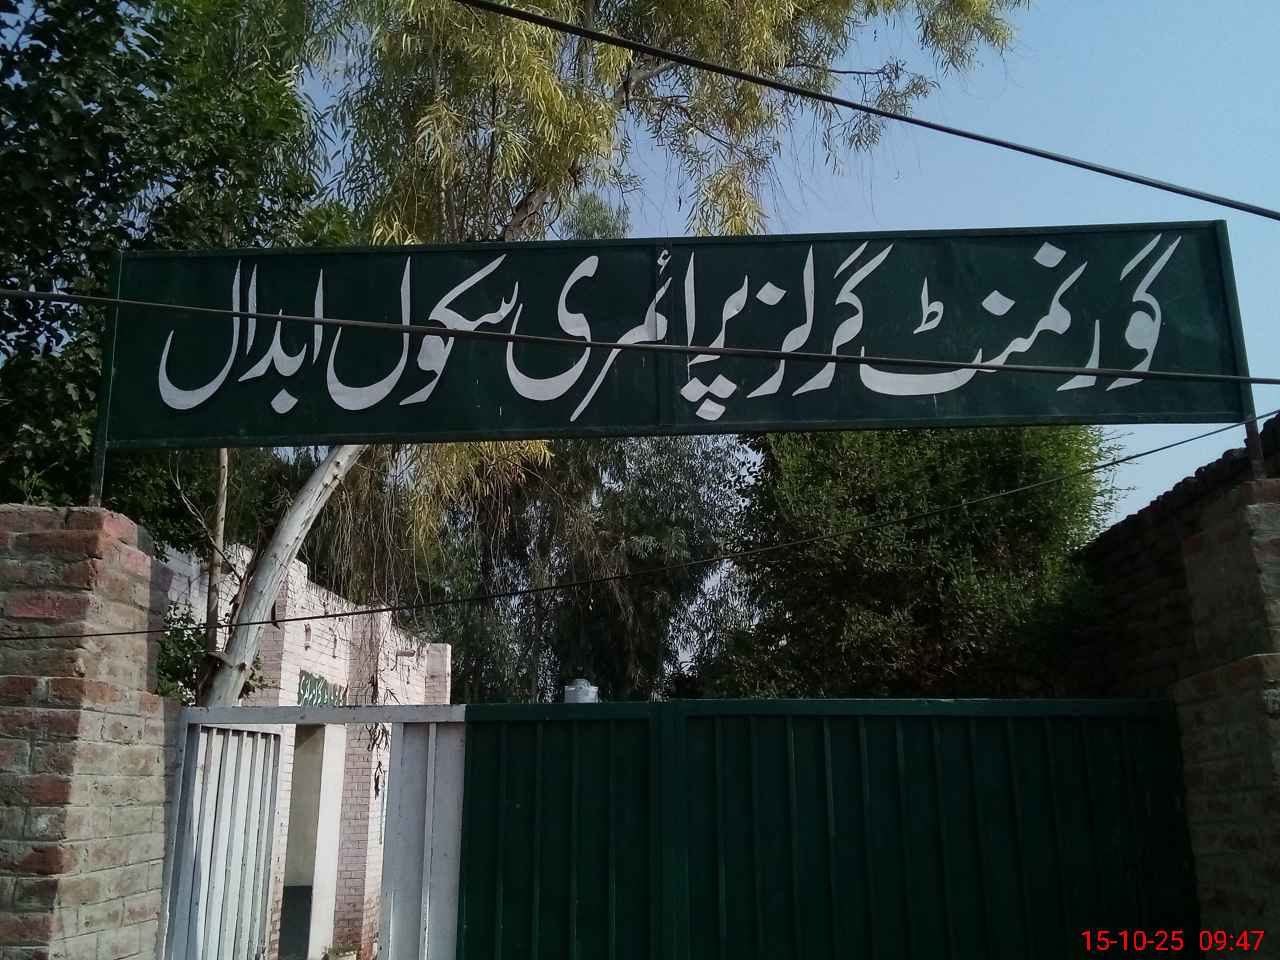 گورنمنٹ گرلز پرائمری سکول ابدال
15-10-25 09:47